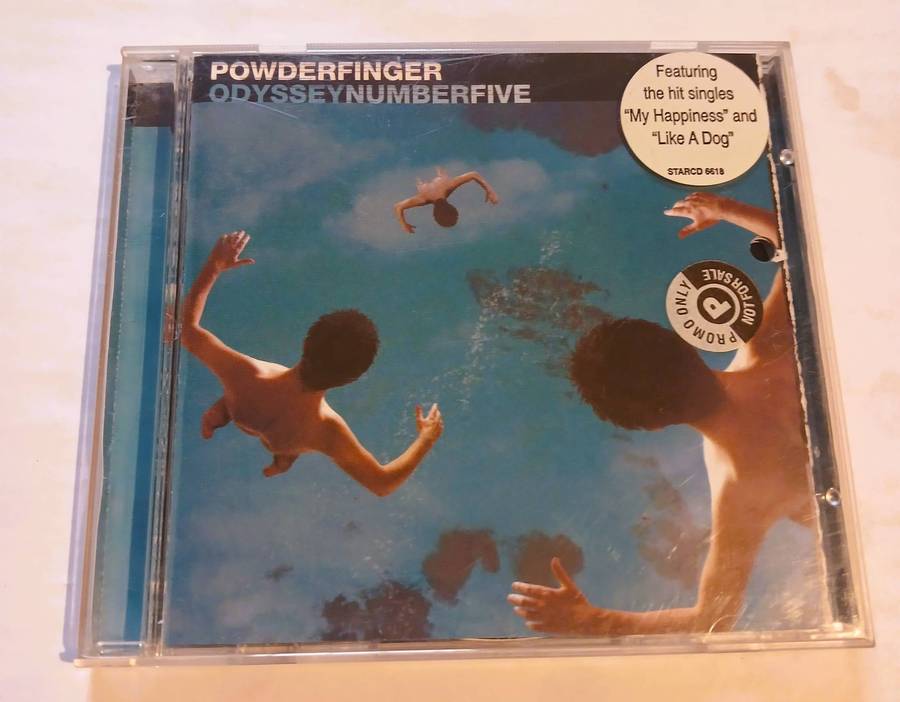 POWDERFINGER
ODYSSEYNUMBERFIVE
Featuring
the hit singles
“My Happiness” and
“Like A Dog”
STARCD 6618
PROMO ONLY
NOT FOR SALE
P